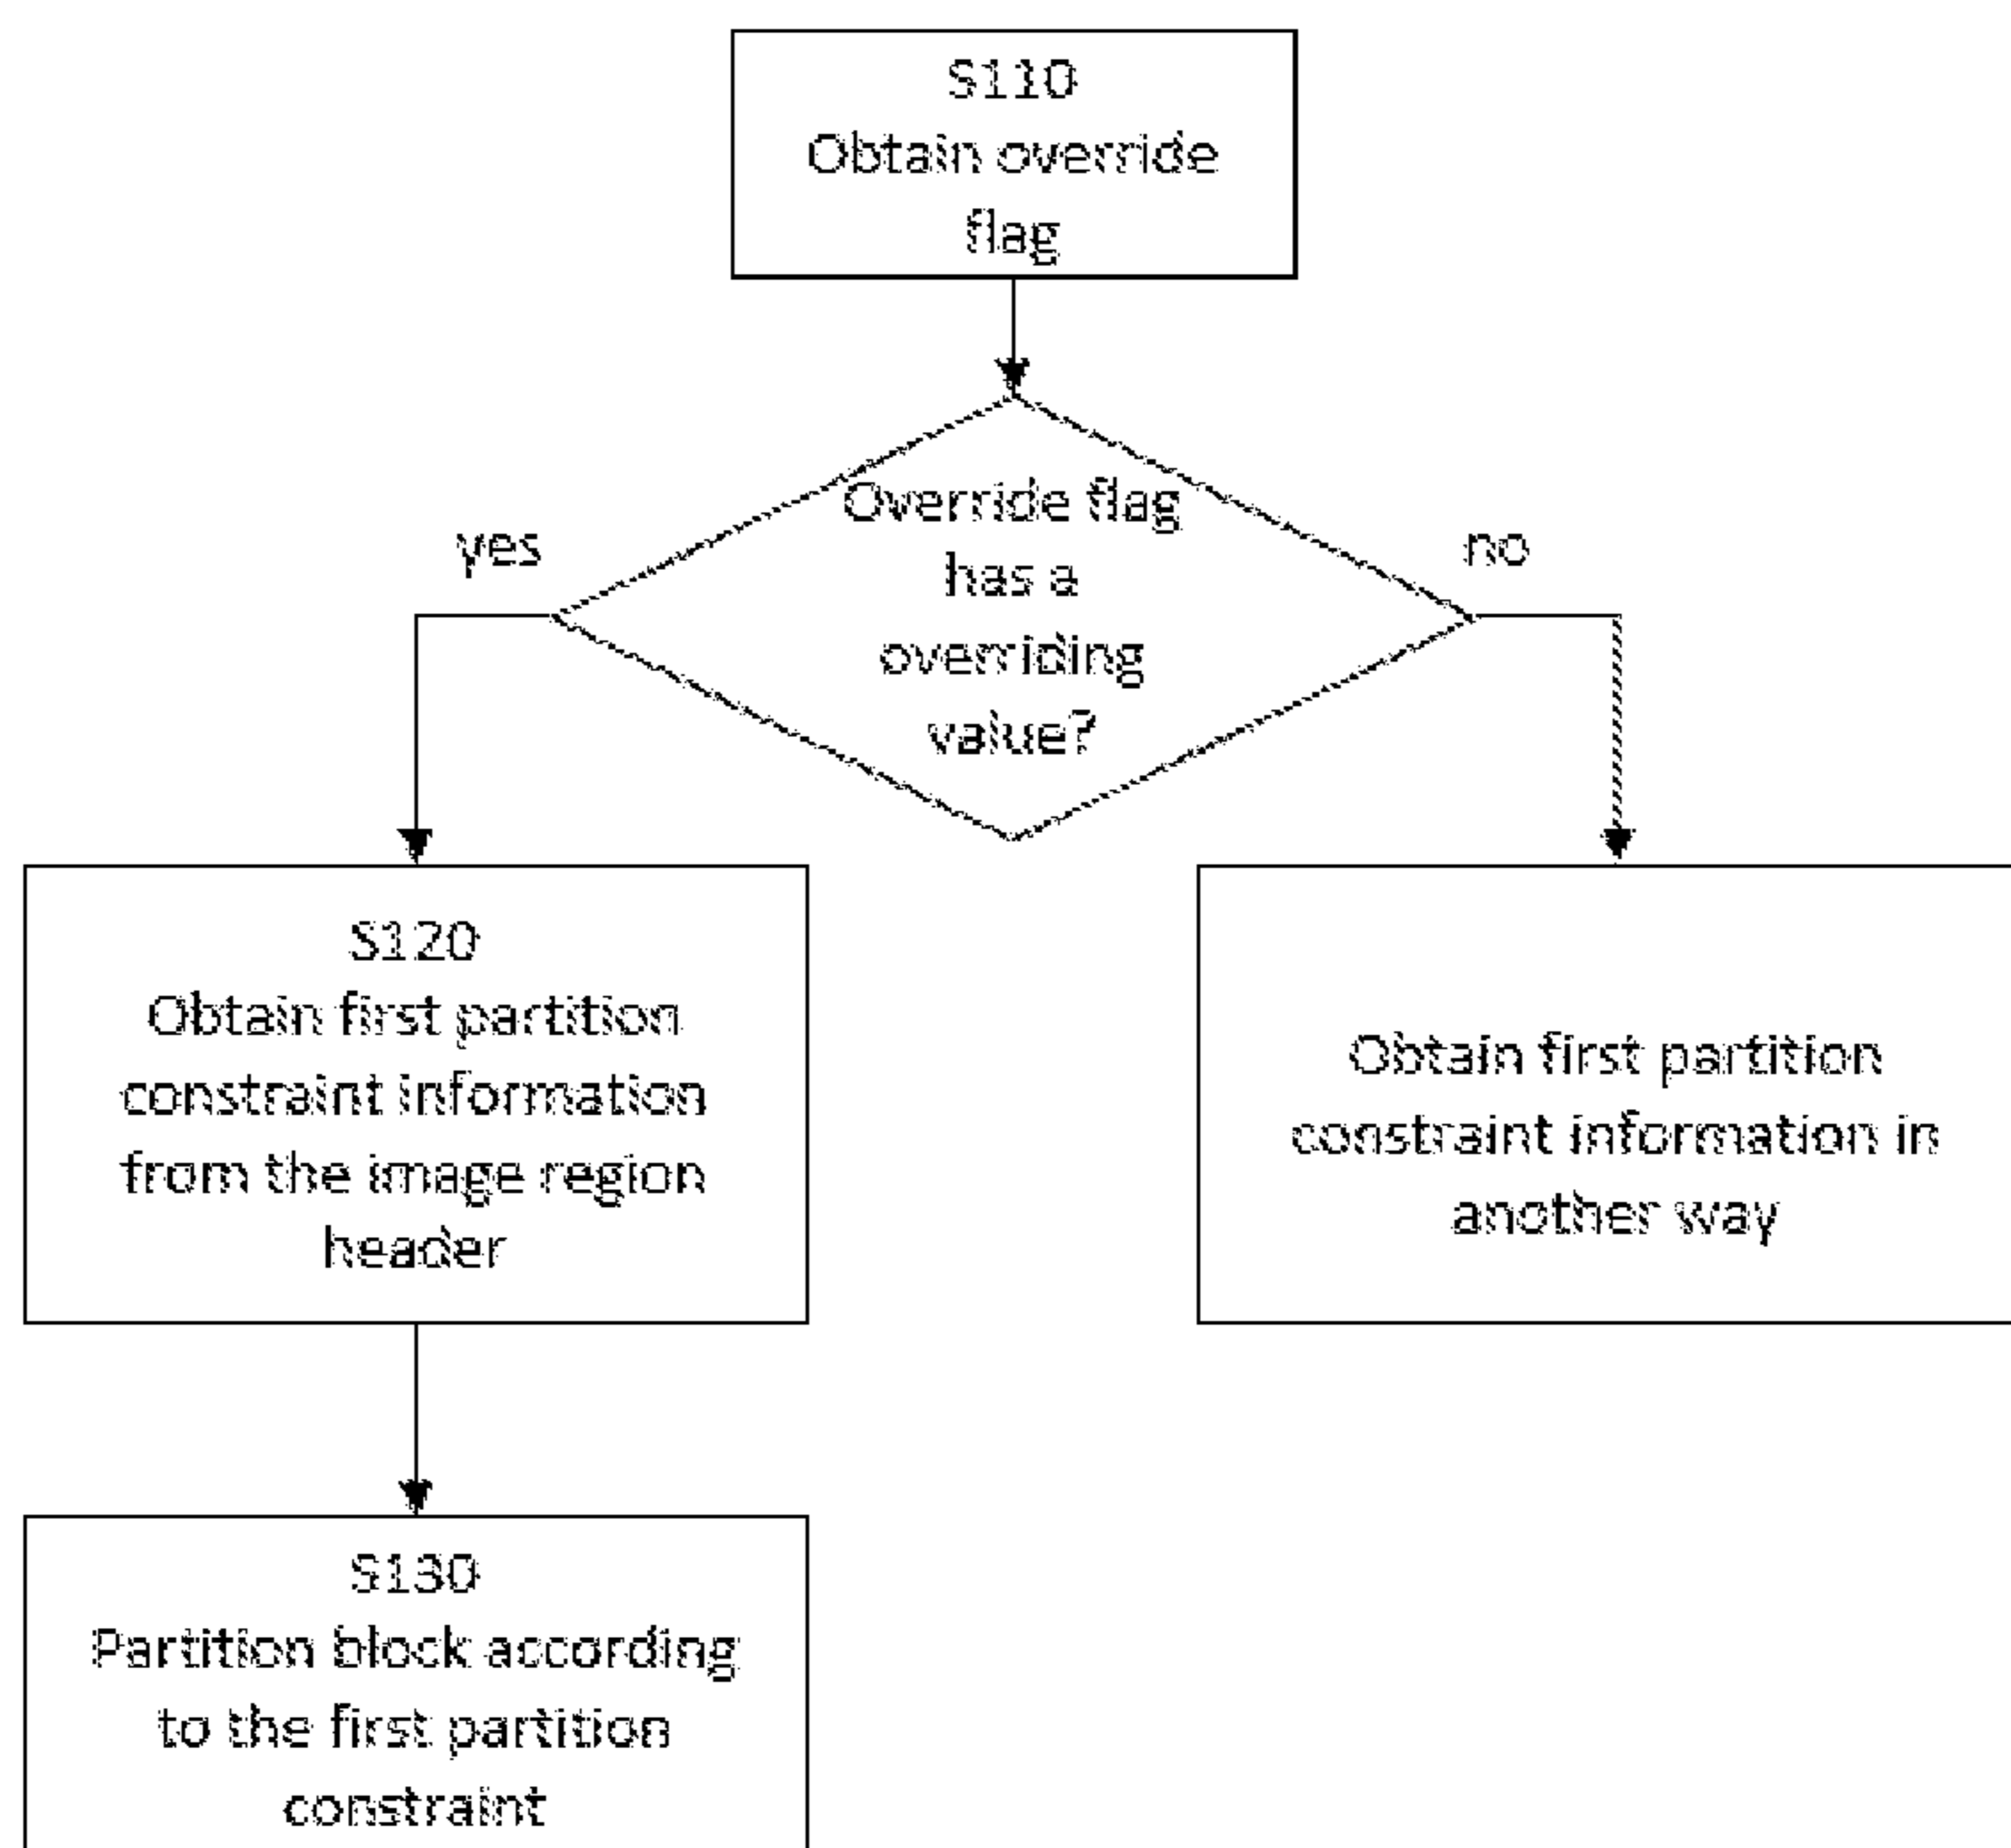 S110
Obtain override
flag
Override flag
has a
overriding
value?
yes
no
S120
Obtain first partition
constraint information
from the image region
header
Obtain first partition
constraint information in
another way
S130
Partition block according
to the first partition
constraint